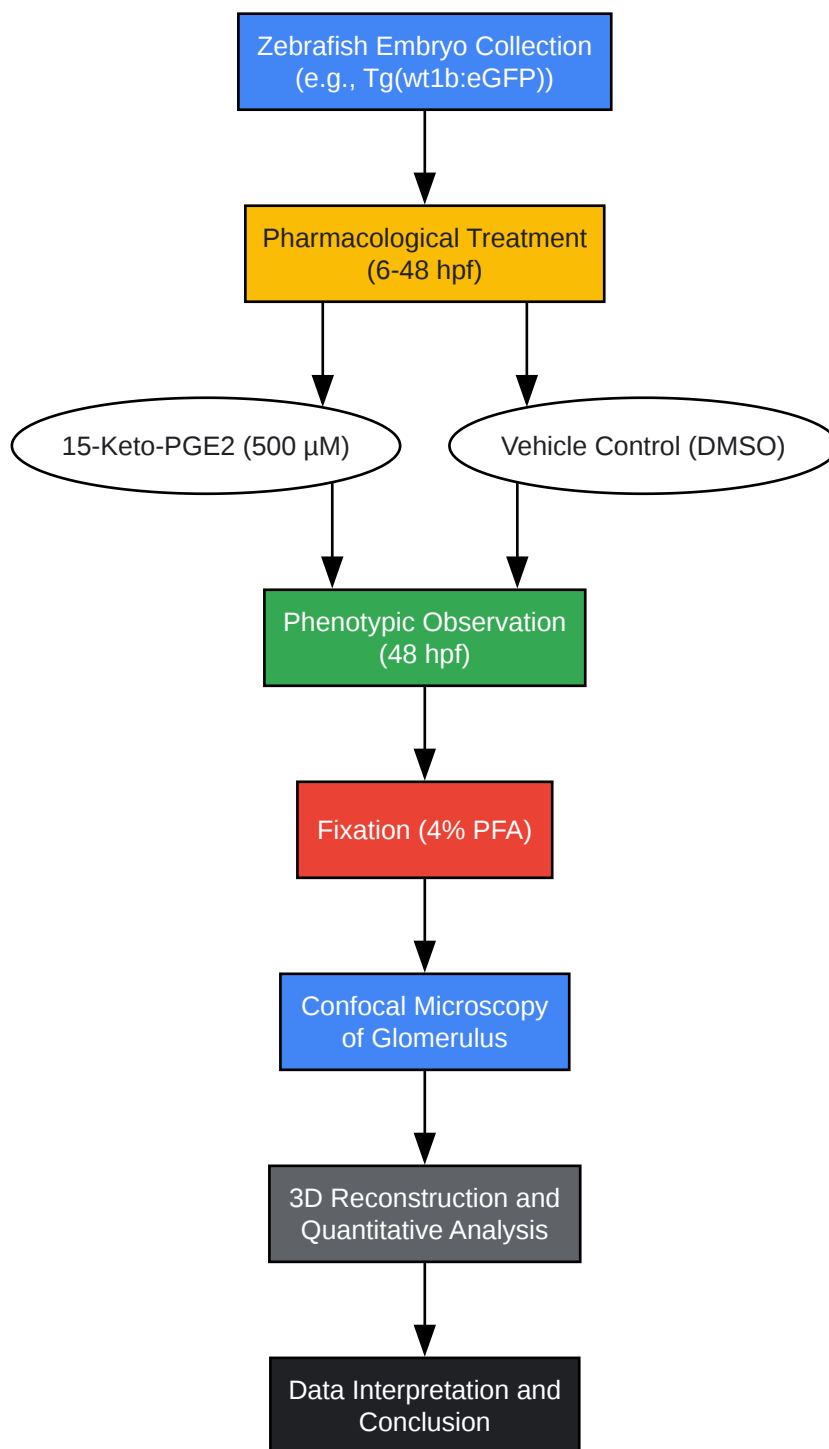 Zebrafish Embryo Collection
(e.g., Tg(wt1b:eGFP))
Pharmacological Treatment
(6-48 hpf)
15-Keto-PGE2 (500 µM)
Vehicle Control (DMSO)
Phenotypic Observation
(48 hpf)
Fixation (4% PFA)
Confocal Microscopy
of Glomerulus
3D Reconstruction and
Quantitative Analysis
Data Interpretation and
Conclusion